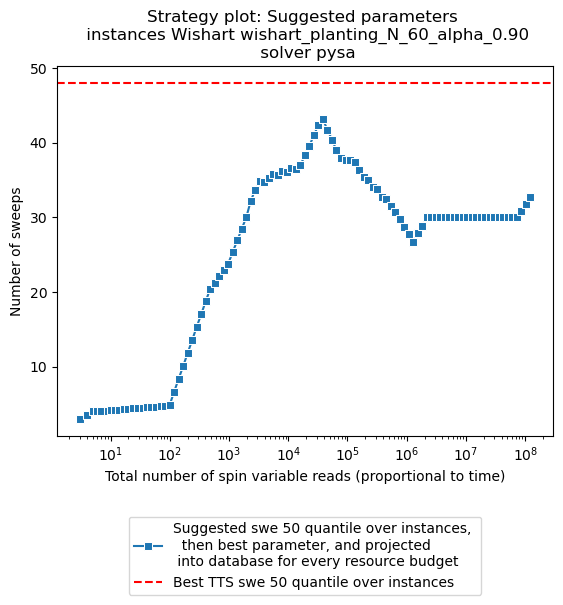 Strategy plot: Suggested parameters
instances Wishart wishart_planting_N_60_alpha_0.90
solver pysa
50
40
30
20
10
Number of sweeps
10^1
10^2
10^3
10^4
10^5
10^6
10^7
10^8
Total number of spin variable reads (proportional to time)
Suggested swe 50 quantile over instances,
then best parameter, and projected
into database for every resource budget
Best TTS swe 50 quantile over instances